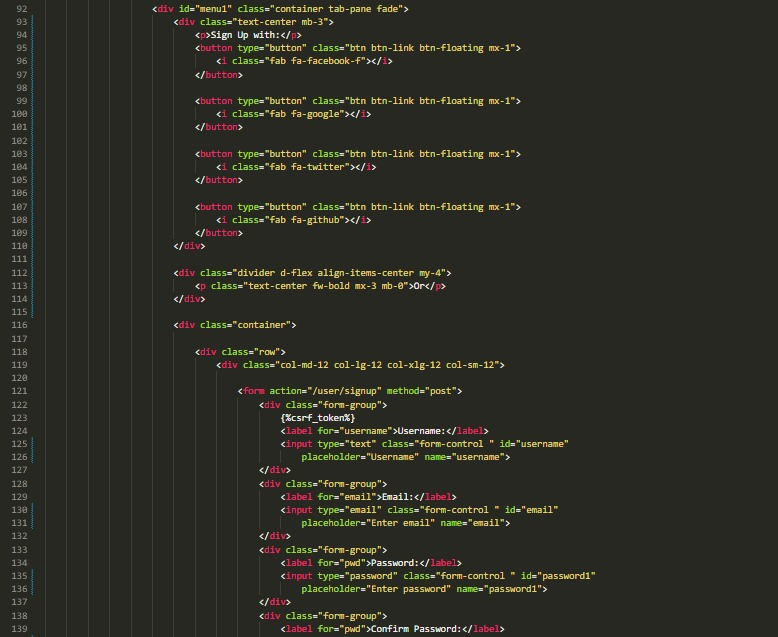 92 <div id="menu1" class="container tab-pane fade">
93 <div class="text-center mb-3">
94 <p>Sign Up with:</p>
95 <button type="button" class="btn btn-link btn-floating mx-1">
96 <i class="fab fa-facebook-f"></i>
97 </button>
98
99 <button type="button" class="btn btn-link btn-floating mx-1">
100 <i class="fab fa-google"></i>
101 </button>
102
103 <button type="button" class="btn btn-link btn-floating mx-1">
104 <i class="fab fa-twitter"></i>
105 </button>
106
107 <button type="button" class="btn btn-link btn-floating mx-1">
108 <i class="fab fa-github"></i>
109 </button>
110 </div>
111
112 <div class="divider d-flex align-items-center my-4">
113 <p class="text-center fw-bold mx-3 mb-0">Or</p>
114 </div>
115
116 <div class="container">
117
118 <div class="row">
119 <div class="col-md-12 col-lg-12 col-xlg-12 col-sm-12">
120
121 <form action="/user/signup" method="post">
122 <div class="form-group">
123 {%csrf_token%}
124 <label for="username">Username:</label>
125 <input type="text" class="form-control " id="username"
126 placeholder="Username" name="username">
127 </div>
128 <div class="form-group">
129 <label for="email">Email:</label>
130 <input type="email" class="form-control " id="email"
131 placeholder="Enter email" name="email">
132 </div>
133 <div class="form-group">
134 <label for="pwd">Password:</label>
135 <input type="password" class="form-control " id="password1"
136 placeholder="Enter password" name="password1">
137 </div>
138 <div class="form-group">
139 <label for="pwd">Confirm Password:</label>